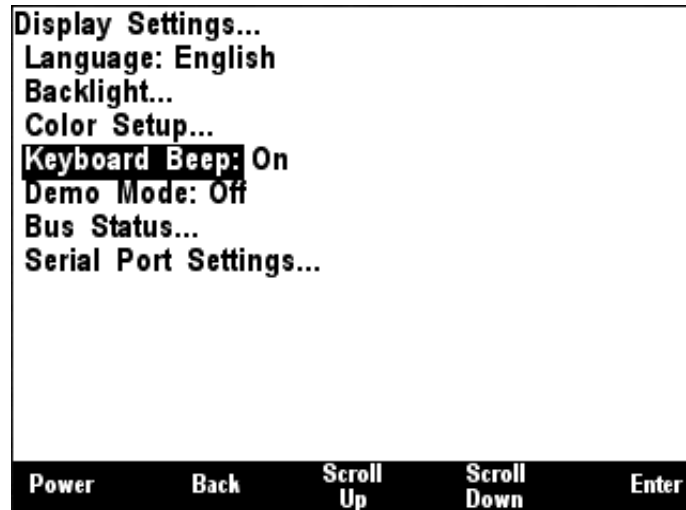 Display Settings...
Language: English
Backlight...
Color Setup...
Keyboard Beep: On
Demo Mode: Off
Bus Status...
Serial Port Settings...
Power Back Scroll Up Scroll Down Enter